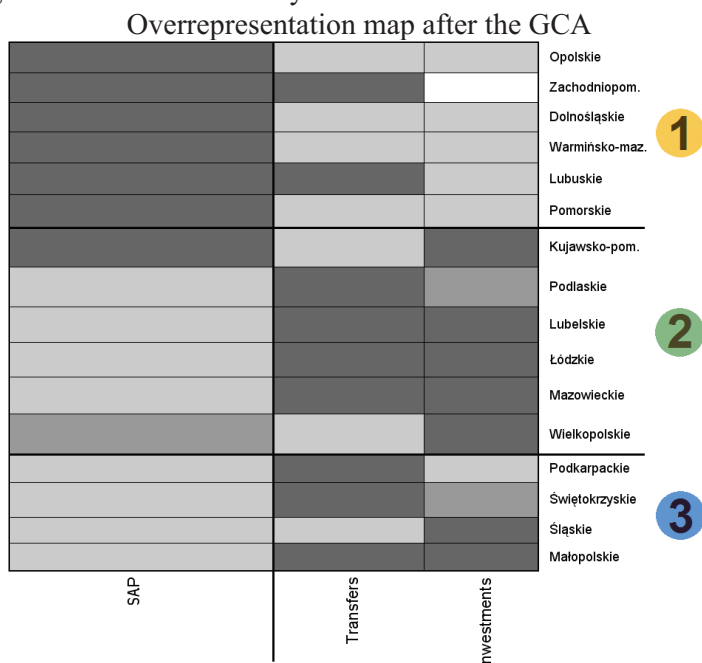 Overrepresentation map after the GCA
Opolskie
Zachodniopom.
Dolnośląskie
1
Warmińsko-maz.
Lubuskie
Pomorskie
Kujawsko-pom.
Podlaskie
Lubelskie
2
Łódzkie
Mazowieckie
Wielkopolskie
Podkarpackie
Świętokrzyskie
3
Śląskie
Małopolskie
SAP
Transfers
nwestments